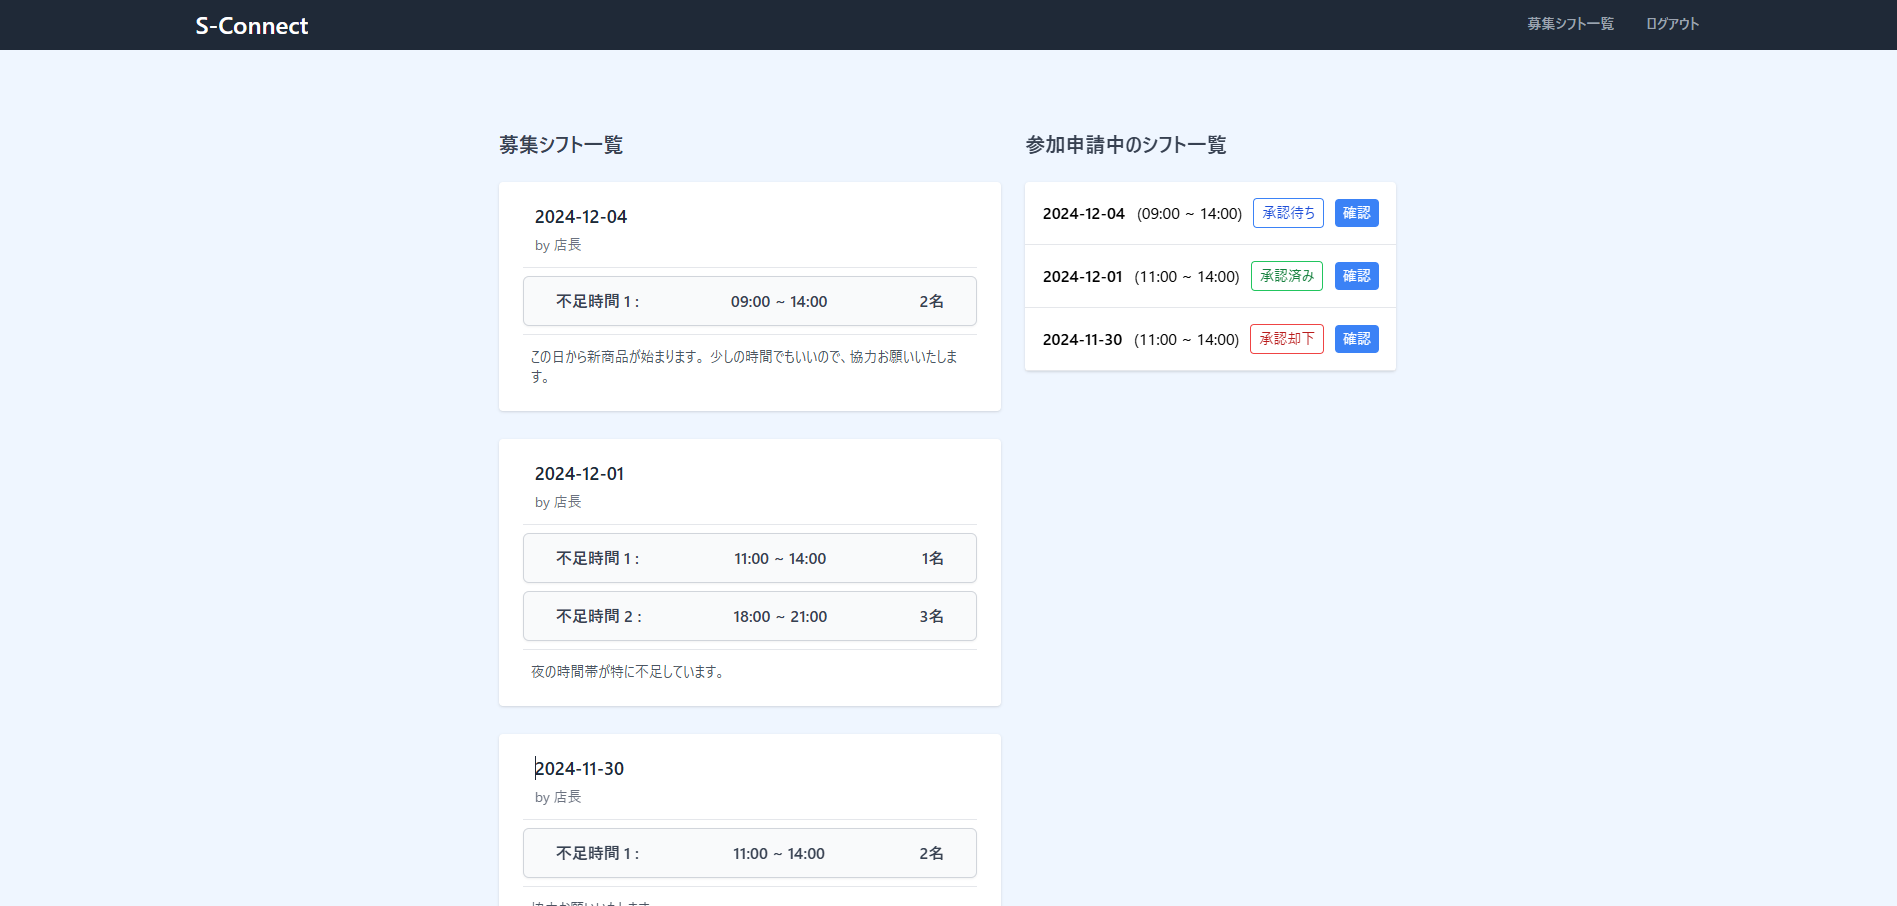 S-Connect
募集シフト一覧 ログアウト
募集シフト一覧
2024-12-04
by 店長
不足時間 1 : 09:00 ~ 14:00 2名
この日から新商品が始まります。少しの時間でもいいので、協力お願いいたしま
す。
2024-12-01
by 店長
不足時間 1 : 11:00 ~ 14:00 1名
不足時間 2 : 18:00 ~ 21:00 3名
夜の時間帯が特に不足しています。
2024-11-30
by 店長
不足時間 1 : 11:00 ~ 14:00 2名
参加申請中のシフト一覧
2024-12-04 (09:00 ~ 14:00) 承認待ち 確認
2024-12-01 (11:00 ~ 14:00) 承認済み 確認
2024-11-30 (11:00 ~ 14:00) 承認却下 確認